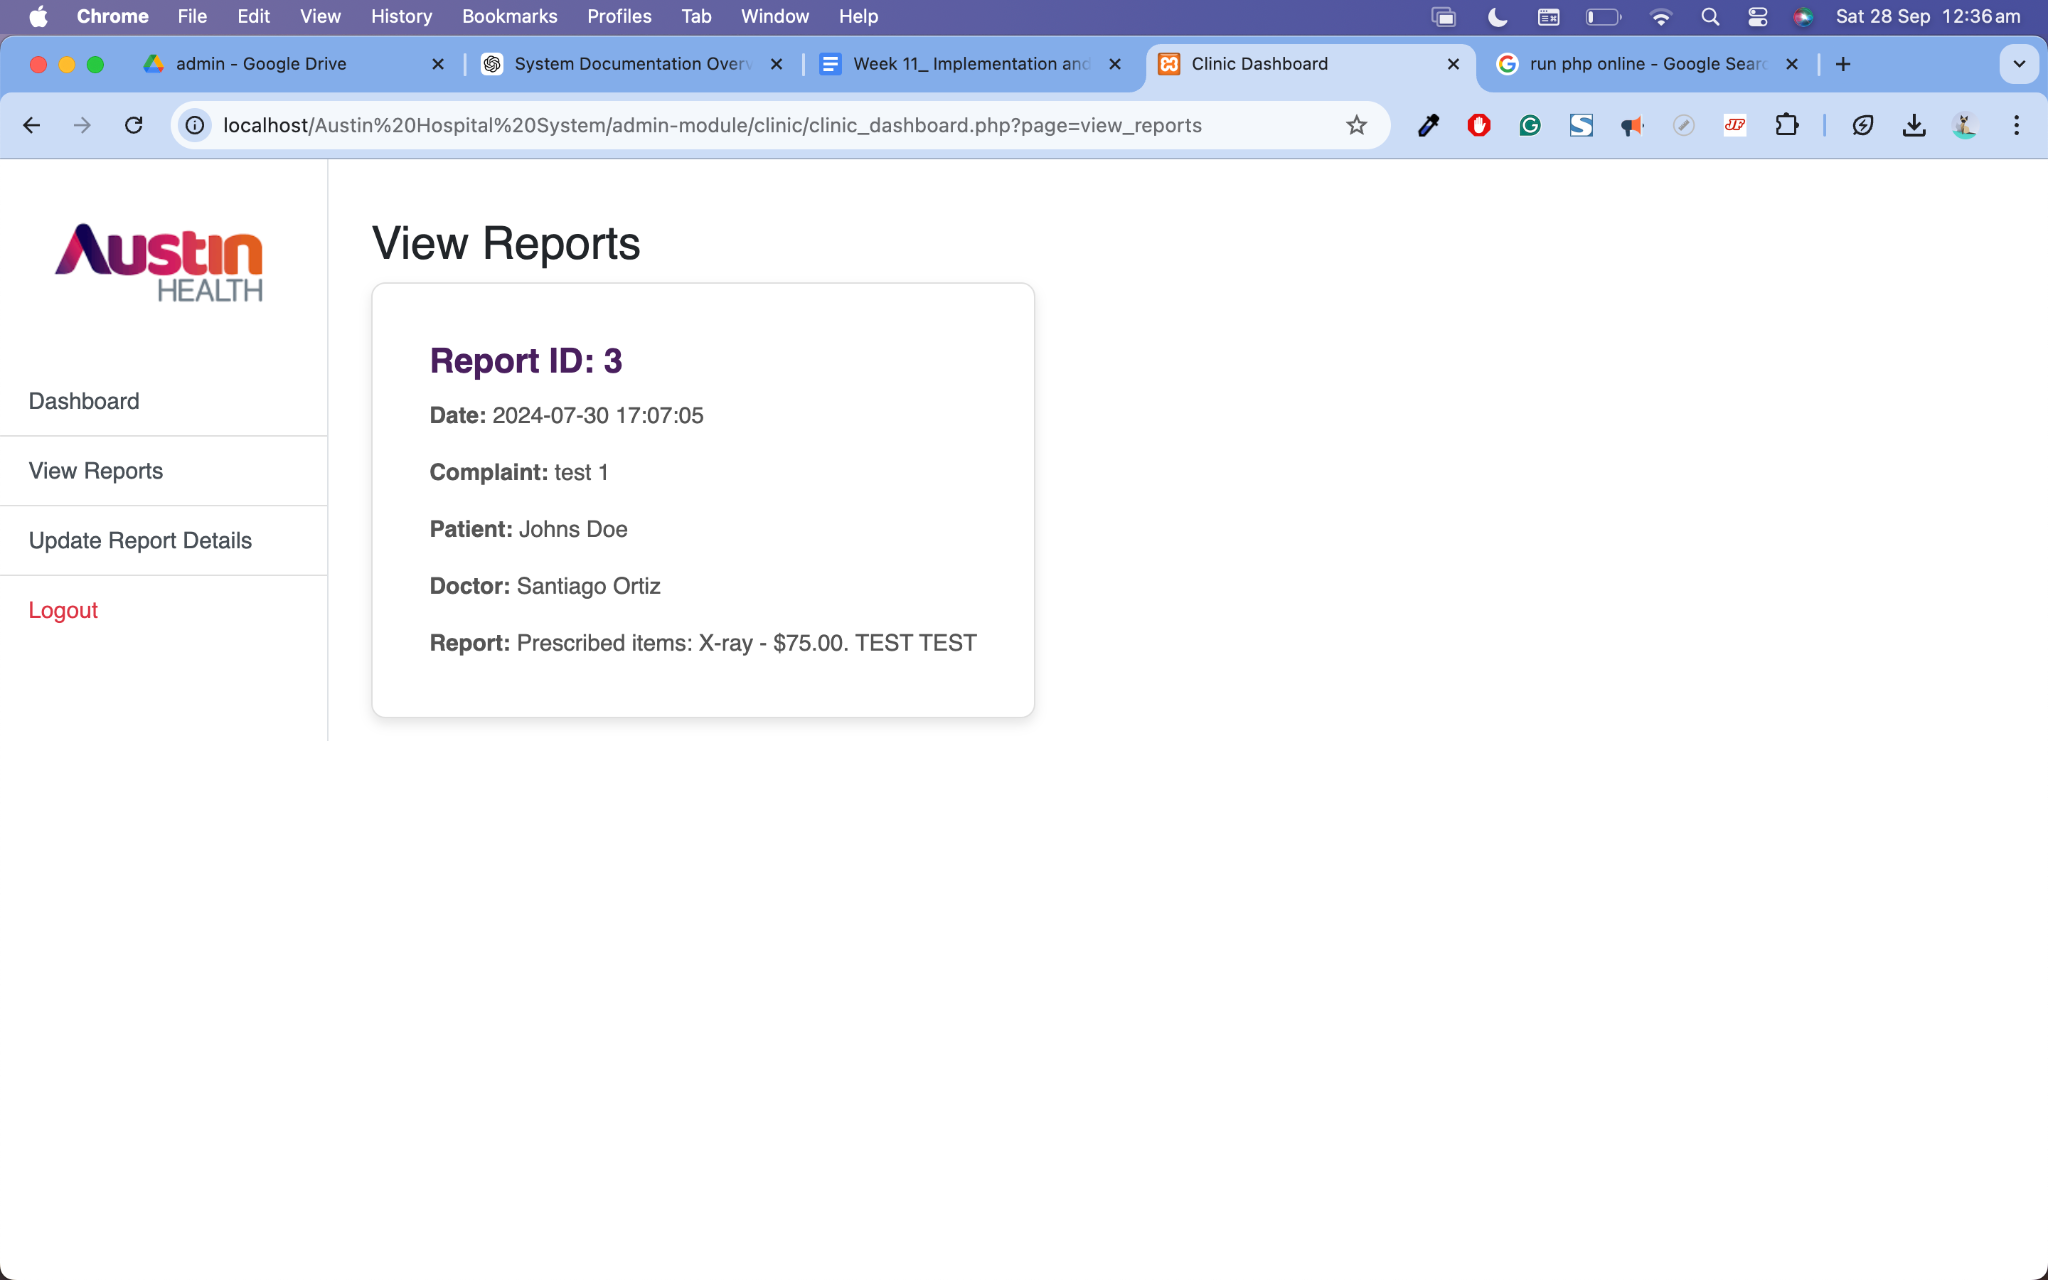 Chrome File Edit View History Bookmarks Profiles Tab Window Help Sat 28 Sep 12:36 am
admin - Google Drive System Documentation Over Week 11_ Implementation and Clinic Dashboard run php online - Google Sear
localhost/Austin%20Hospital%20System/admin-module/clinic/clinic_dashboard.php?page=view_reports
Austin
HEALTH
Dashboard
View Reports
Update Report Details
Logout
View Reports
Report ID: 3
Date: 2024-07-30 17:07:05
Complaint: test 1
Patient: Johns Doe
Doctor: Santiago Ortiz
Report: Prescribed items: X-ray - $75.00. TEST TEST